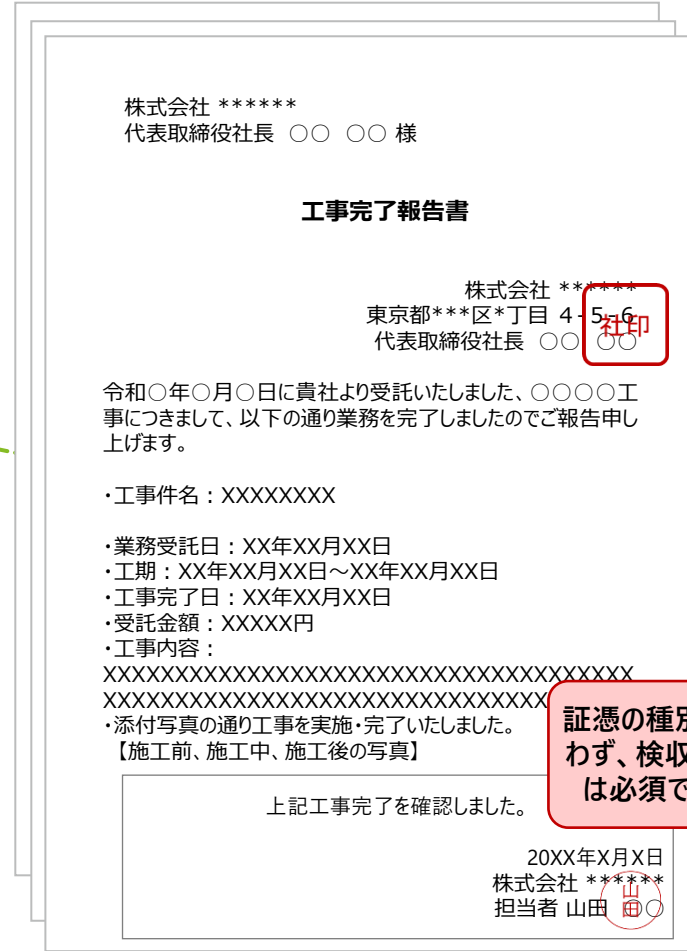 株式会社 ******
代表取締役社長 ○○ ○○ 様
工事完了報告書
株式会社 ******
東京都***区*丁目 4-5-6
代表取締役社長 ○○ ○○
社印
令和○年○月○日に貴社より受託いたしました、○○○○工
事につきまして、以下の通り業務を完了しましたのでご報告申し
上げます。
・工事件名：XXXXXXXX
・業務受託日：XX年XX月XX日
・工期：XX年XX月XX日～XX年XX月XX日
・工事完了日：XX年XX月XX日
・受託金額：XXXXX円
・工事内容：
XXXXXXXXXXXXXXXXXXXXXXXXXXXXXXXXXXXXX
XXXXXXXXXXXXXXXXXXXXXXXXXXXXXXX
・添付写真の通り工事を実施・完了いたしました。
【施工前、施工中、施工後の写真】
証憑の種別
わず、検収
は必須で
上記工事完了を確認しました。
20XX年X月X日
株式会社 ******
担当者 山田 ○○
山田